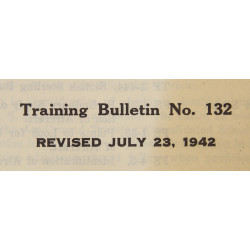 Training Bulletin No. 132
REVISED JULY 23, 1942